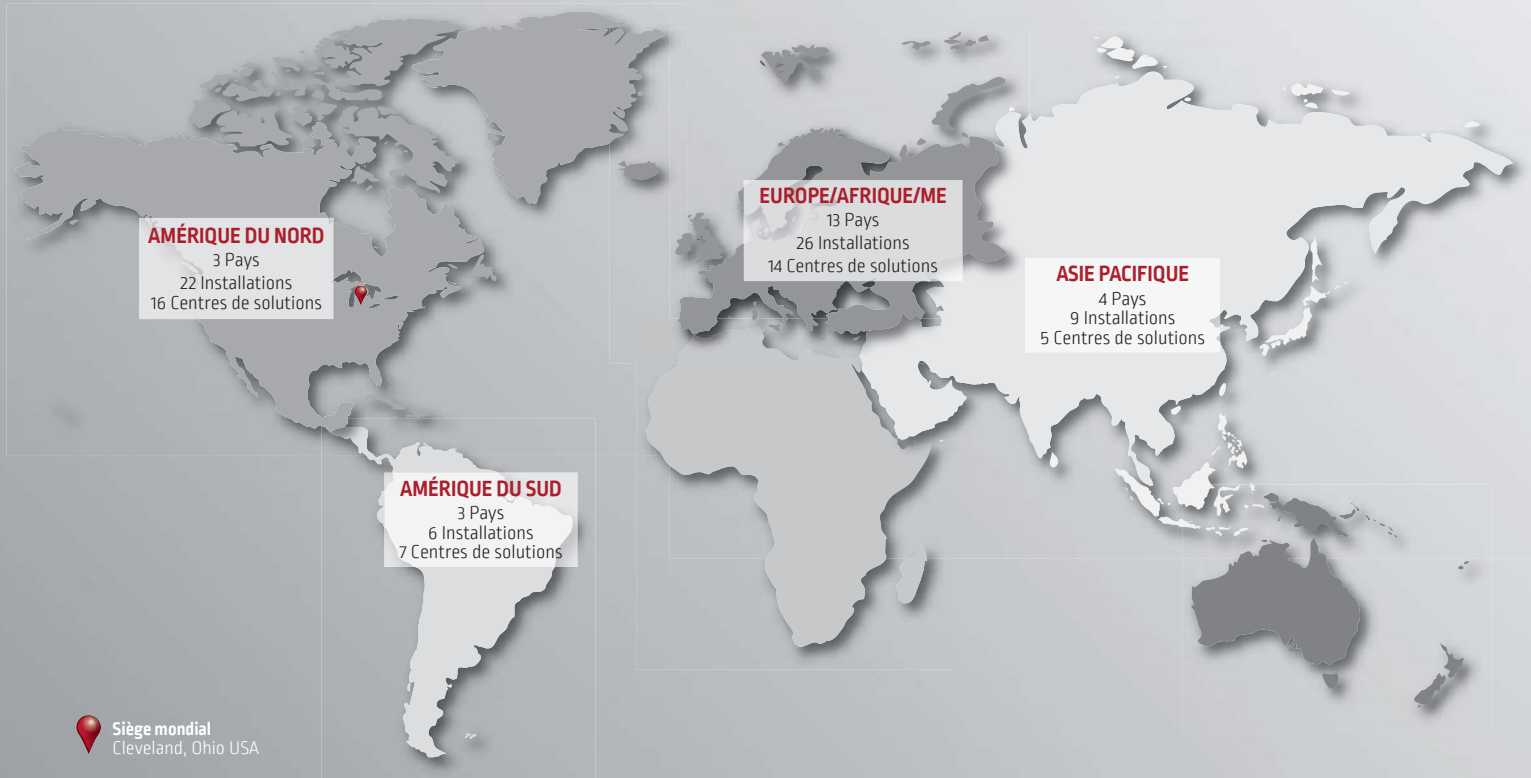 AMÉRIQUE DU NORD
3 Pays
22 Installations
16 Centres de solutions
EUROPE/AFRIQUE/ME
13 Pays
26 Installations
14 Centres de solutions
ASIE PACIFIQUE
4 Pays
9 Installations
5 Centres de solutions
AMÉRIQUE DU SUD
3 Pays
6 Installations
7 Centres de solutions
Siège mondial
Cleveland, Ohio USA